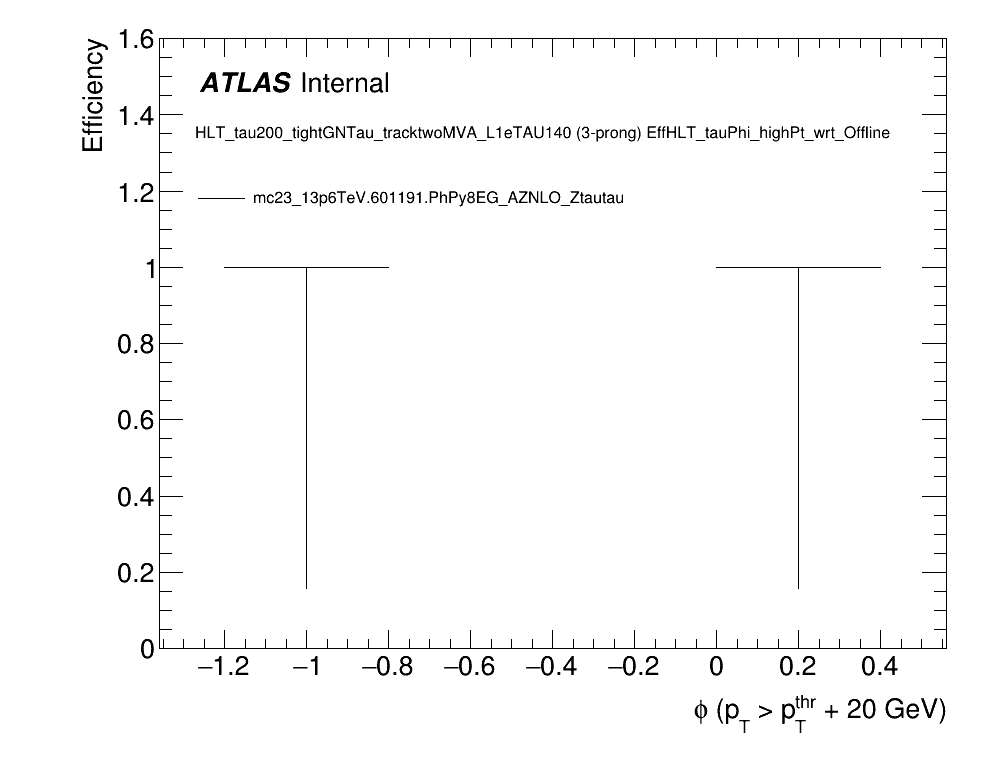 Efficiency
1.6
1.4
1.2
1
0.8
0.6
0.4
0.2
0
ATLAS Internal
HLT_tau200_tightGNTau_tracktwoMVA_L1eTAU140 (3-prong) EffHLT_tauPhi_highPt_wrt_Offline
mc23_13p6TeV.601191.PhPy8EG_AZNLO_Ztautau
−1.2 −1 −0.8 −0.6 −0.4 −0.2 0 0.2 0.4
ϕ (p_T > p_T^thr + 20 GeV)